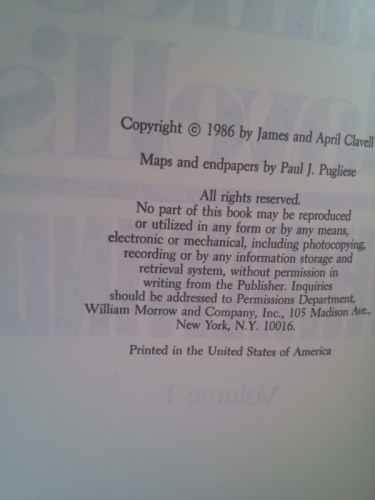 Copyright © 1986 by James and April Clavell
Maps and endpapers by Paul J. Pugliese
All rights reserved.
No part of this book may be reproduced
or utilized in any form or by any means,
electronic or mechanical, including photocopying,
recording or by any information storage and
retrieval system, without permission in
writing from the Publisher. Inquiries
should be addressed to Permissions Department,
William Morrow and Company, Inc., 105 Madison Ave.,
New York, N.Y. 10016.
Printed in the United States of America
Volume 1